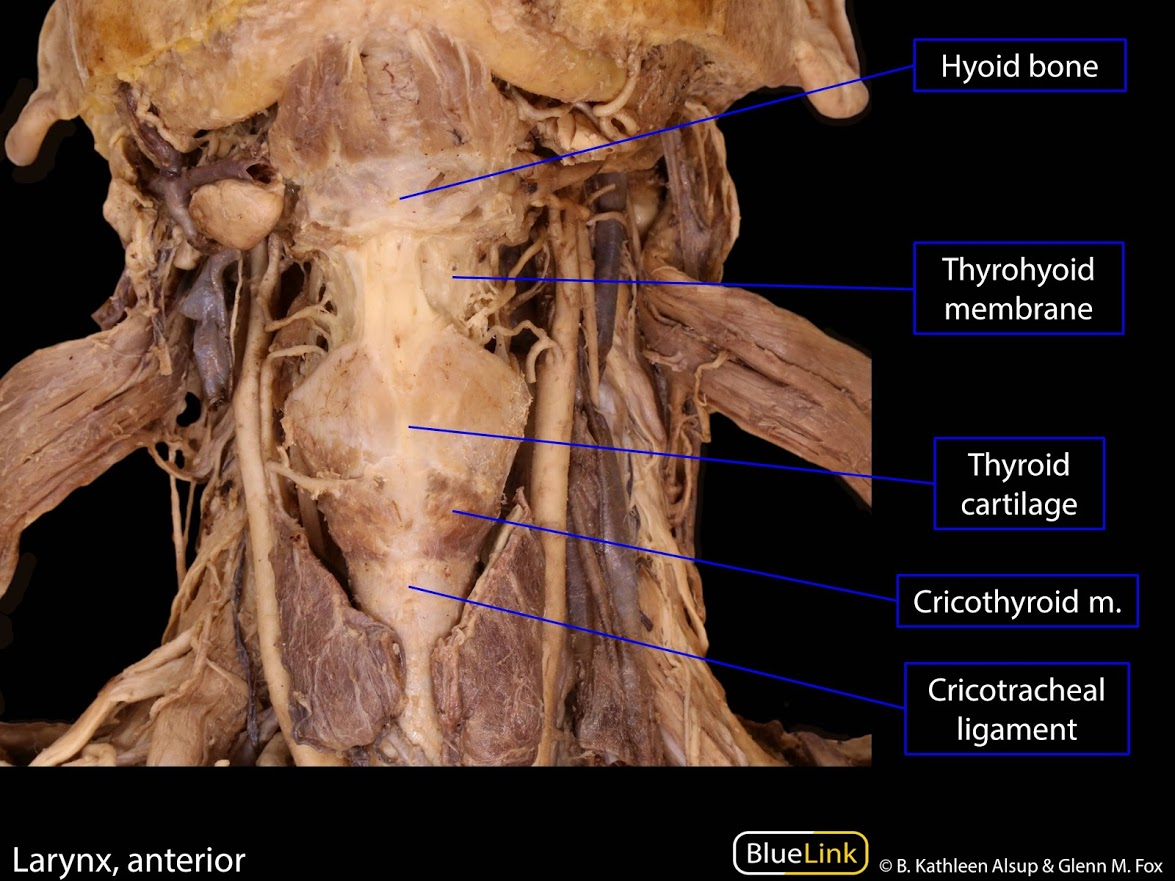 Hyoid bone
Thyrohyoid
membrane
Thyroid
cartilage
Cricothyroid m.
Cricotracheal
ligament
Larynx, anterior
BlueLink
© B. Kathleen Alsup & Glenn M. Fox